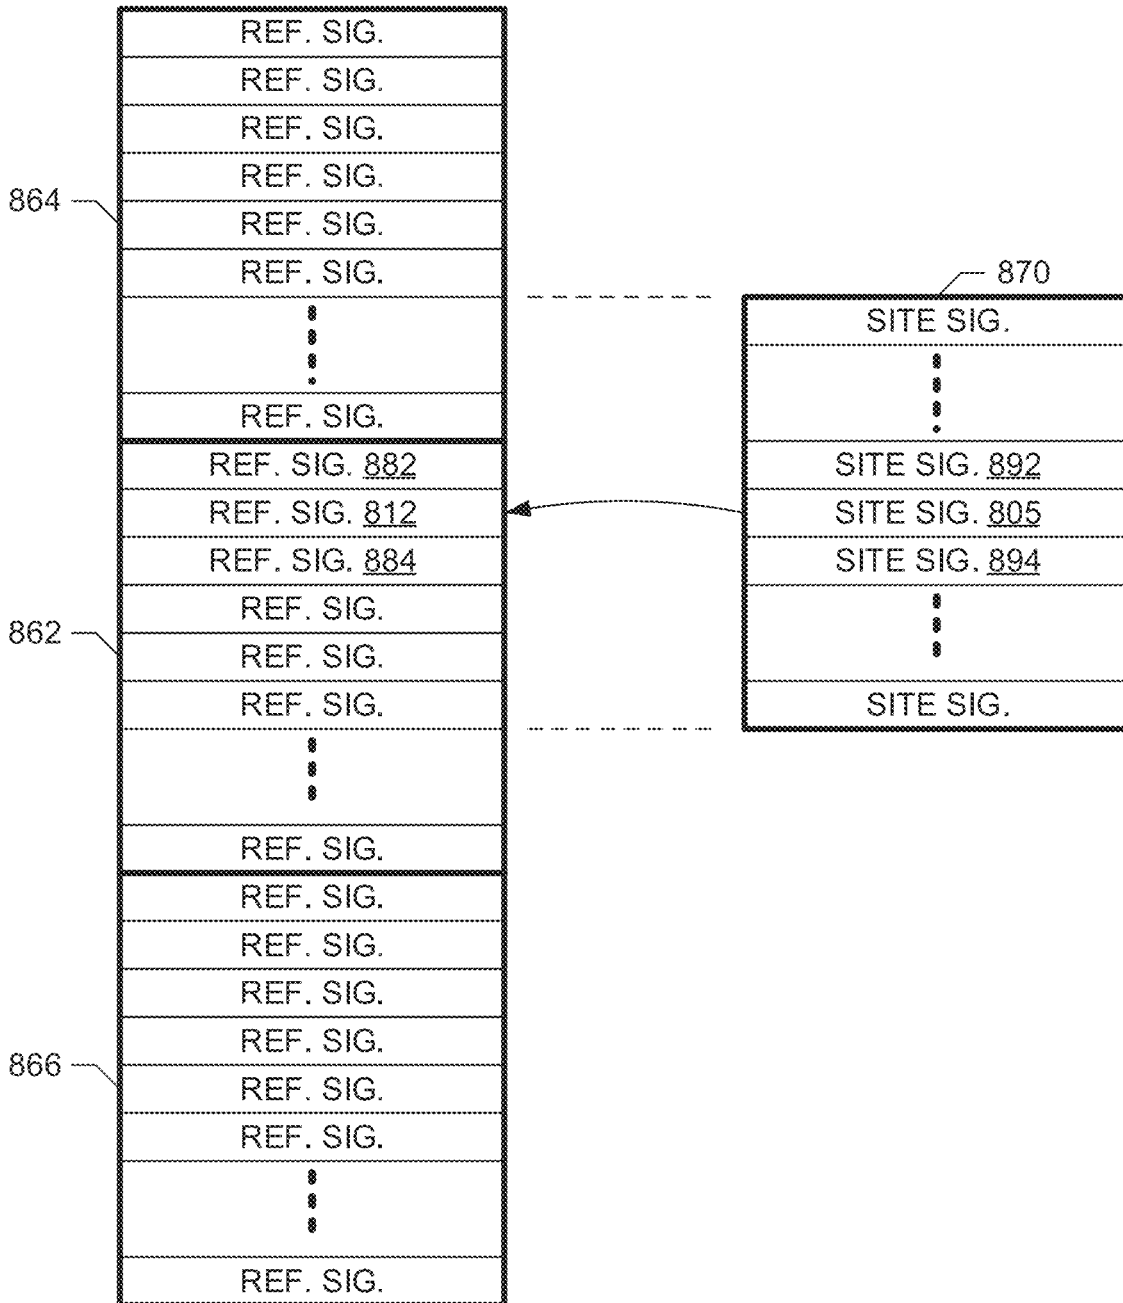 REF. SIG.
REF. SIG.
REF. SIG.
REF. SIG.
864
REF. SIG.
REF. SIG.
REF. SIG.
REF. SIG. 882
REF. SIG. 812
REF. SIG. 884
REF. SIG.
862
REF. SIG.
REF. SIG.
REF. SIG.
REF. SIG.
REF. SIG.
REF. SIG.
REF. SIG.
866
REF. SIG.
REF. SIG.
REF. SIG.
870
SITE SIG.
SITE SIG. 892
SITE SIG. 805
SITE SIG. 894
SITE SIG.